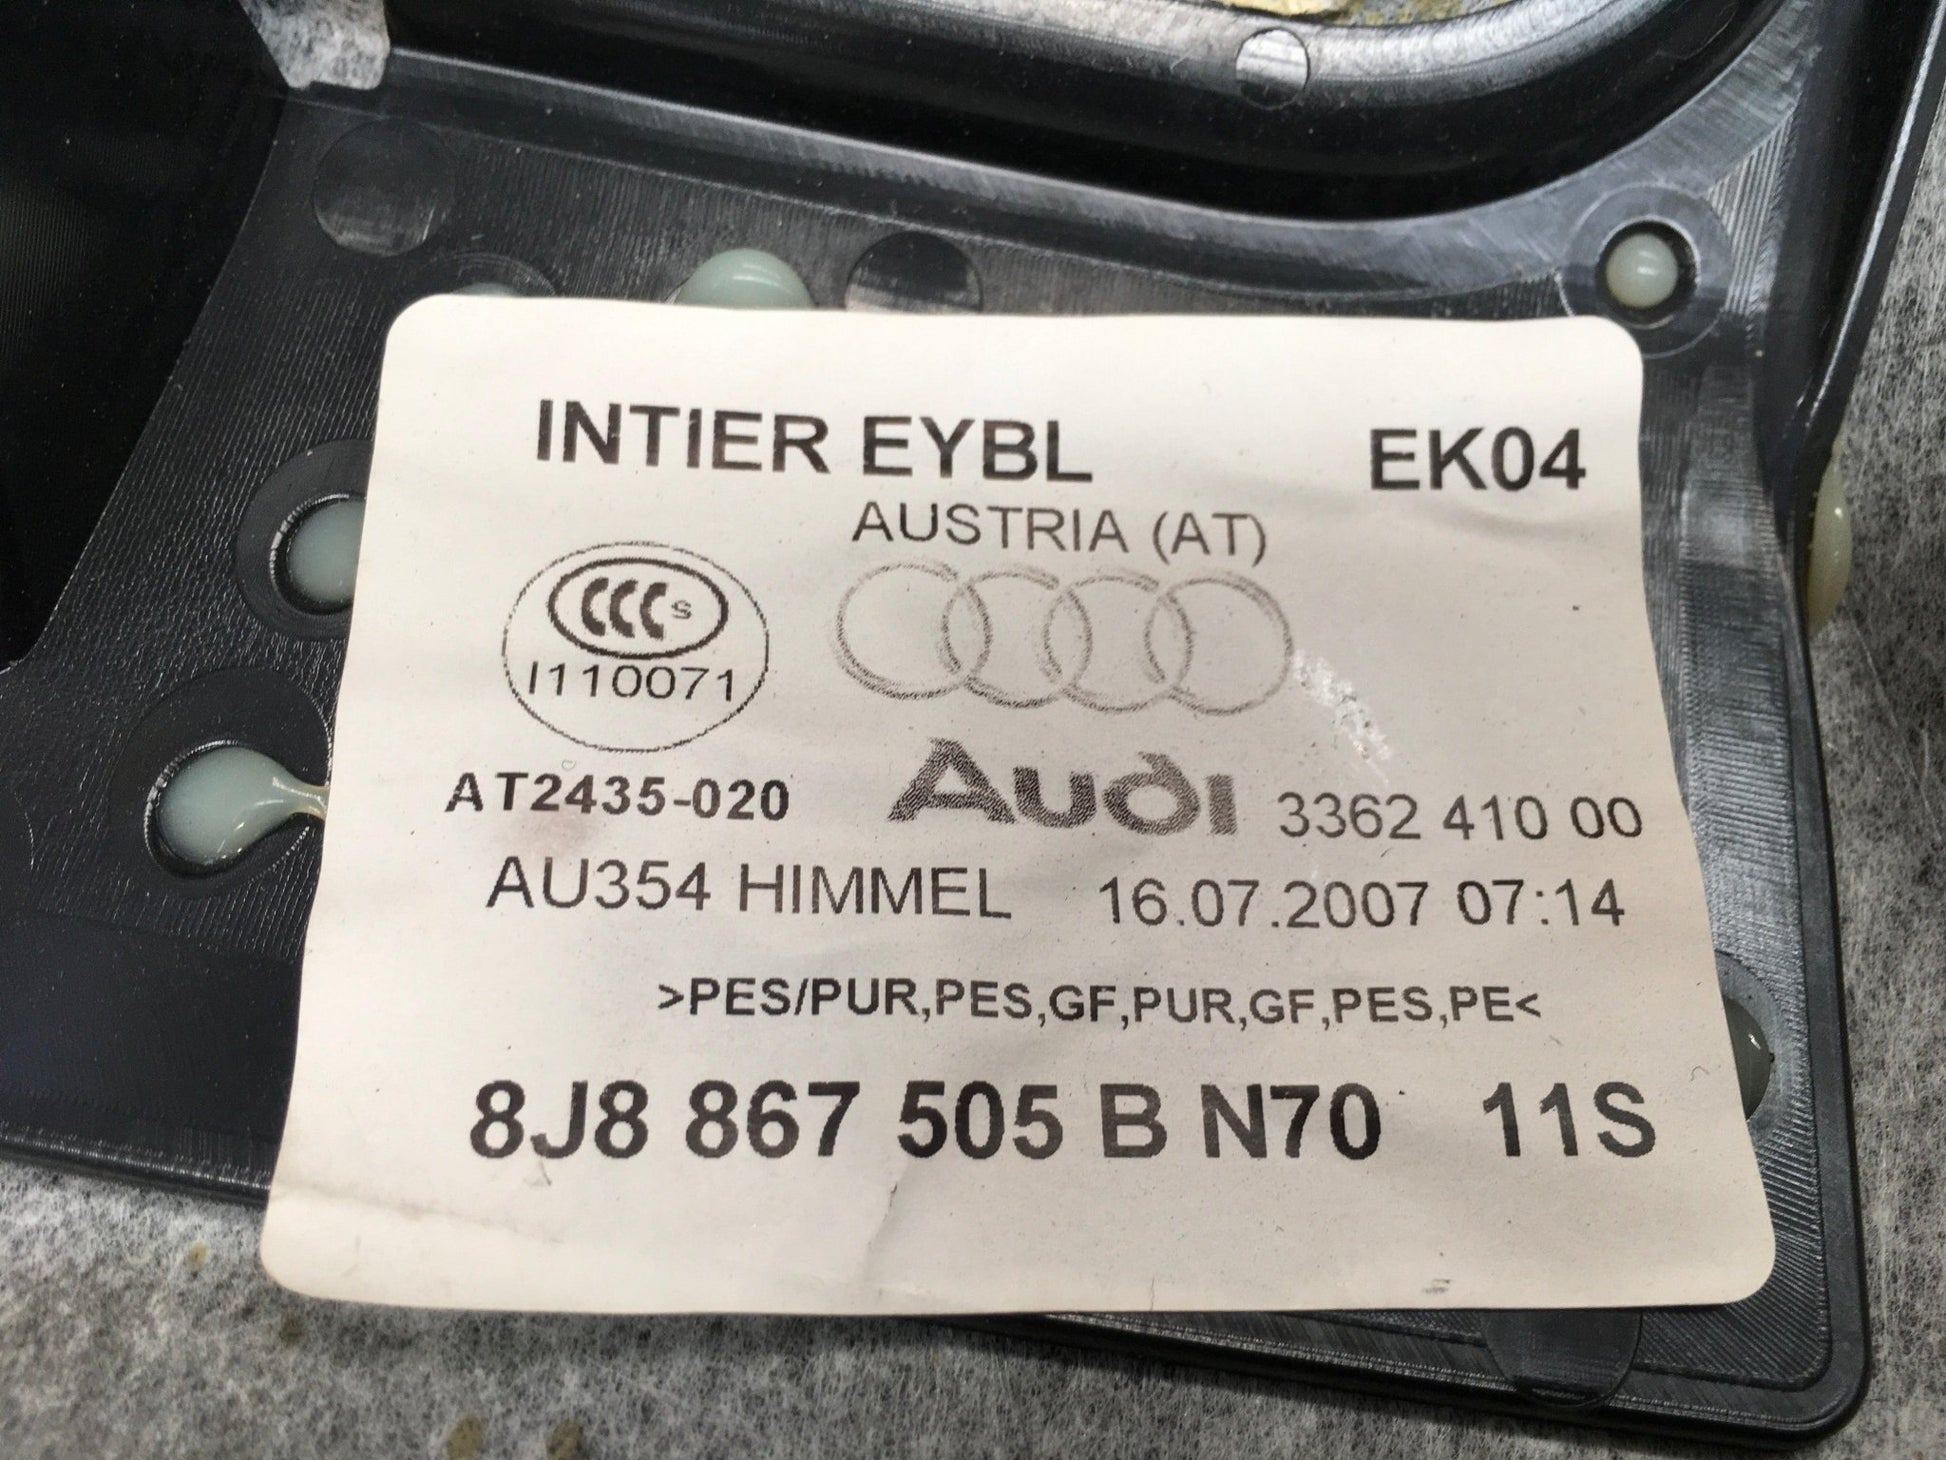 INTIER EYBL EK04
AUSTRIA (AT)
CCC S
I110071
AT2435-020 Audi 3362 410 00
AU354 HIMMEL 16.07.2007 07:14
>PES/PUR,PES,GF,PUR,GF,PES,PE<
8J8 867 505 B N70 11S